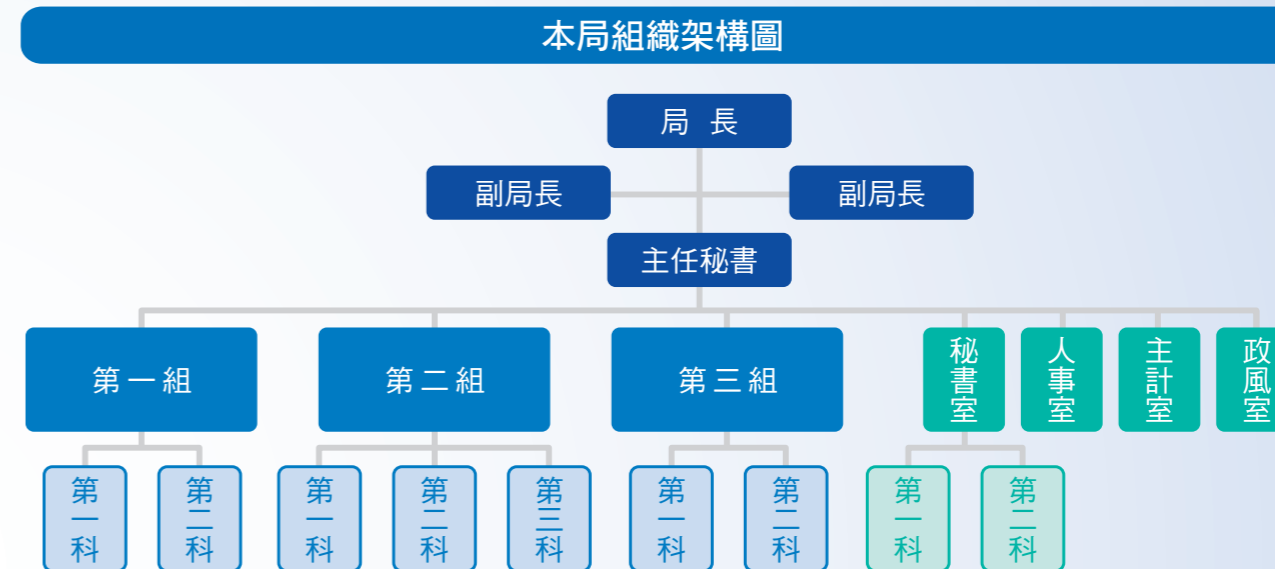 本局組織架構圖
局 長
副局長
副局長
主任秘書
第一組
第二組
第三組
秘書室
人事室
主計室
政風室
第一科
第二科
第一科
第二科
第三科
第一科
第二科
第一科
第二科